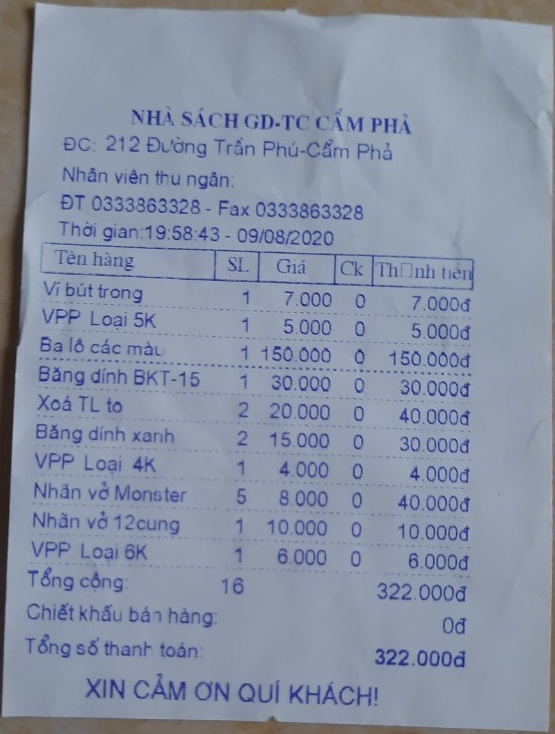 NHÀ SÁCH GD-TC CẨM PHẢ
ĐC: 212 Đường Trần Phú-Cẩm Phả
Nhân viên thu ngân:
ĐT 0333863328 - Fax 0333863328
Thời gian:19:58:43 - 09/08/2020
Tên hàng SL Giá Ck Th□nh tiền
Ví bút trong 1 7.000 0 7.000đ
VPP Loại 5K 1 5.000 0 5.000đ
Ba lô các màu 1 150.000 0 150.000đ
Băng dính BKT-15 1 30.000 0 30.000đ
Xoá TL to 2 20.000 0 40.000đ
Băng dính xanh 2 15.000 0 30.000đ
VPP Loại 4K 1 4.000 0 4.000đ
Nhãn vở Monster 5 8.000 0 40.000đ
Nhãn vở 12cung 1 10.000 0 10.000đ
VPP Loại 6K 1 6.000 0 6.000đ
Tổng cộng: 16 322.000đ
Chiết khấu bán hàng: 0đ
Tổng số thanh toán: 322.000đ
XIN CẢM ƠN QUÍ KHÁCH!